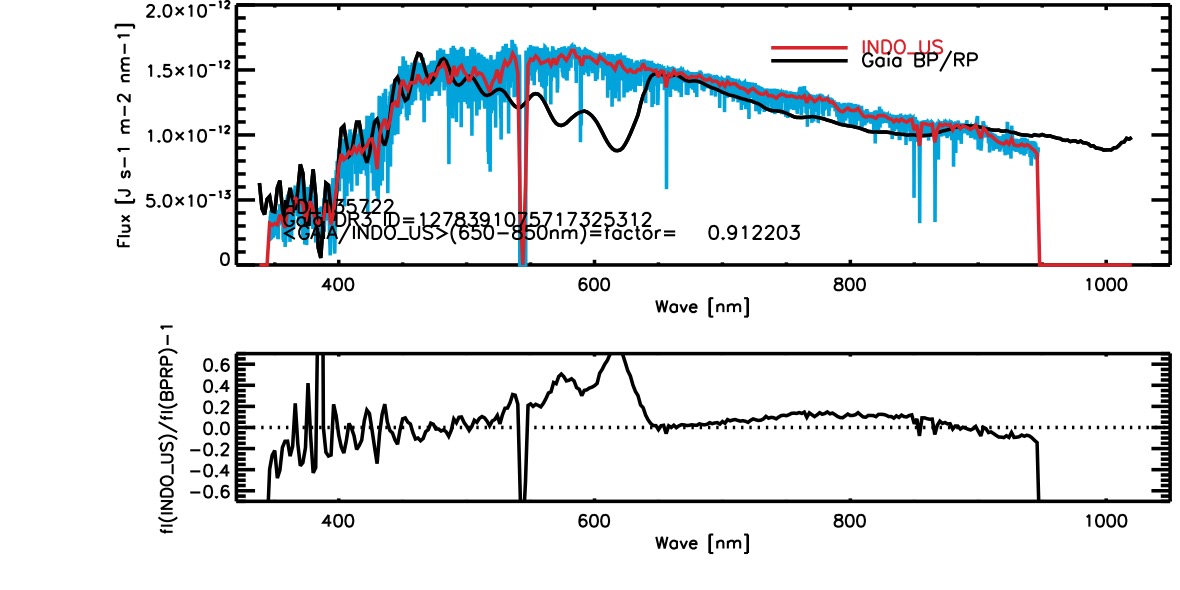 2.0×10⁻¹²
1.5×10⁻¹²
1.0×10⁻¹²
5.0×10⁻¹³
0
Flux [J s−1 m−2 nm−1]
INDO_US
Gaia BP/RP
35722
Gaia DR3 ID=1278391075717325312
<GAIA/INDO_US>(650−850nm)=factor= 0.912203
400 600 800 1000
Wave [nm]
fl(INDO_US)/fl(BPRP)−1
0.6
0.4
0.2
0.0
−0.2
−0.4
−0.6
400 600 800 1000
Wave [nm]